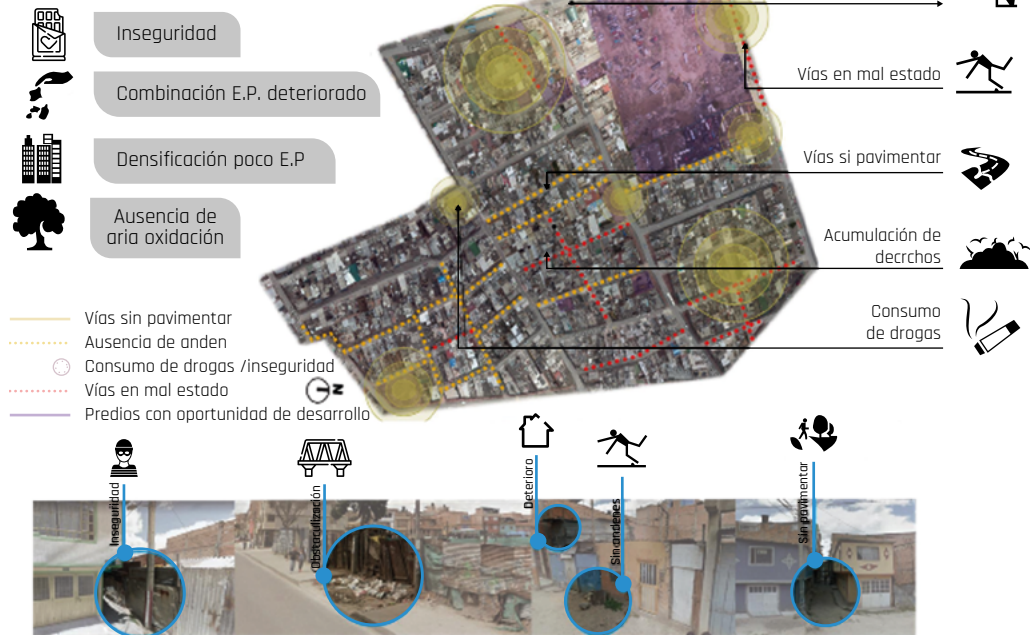 Inseguridad
Combinación E.P. deteriorado
Densificación poco E.P
Ausencia de
aria oxidación
Vías en mal estado
Vías si pavimentar
Acumulación de
decrchos
Consumo
de drogas
Vías sin pavimentar
Ausencia de anden
Consumo de drogas /inseguridad
Vías en mal estado
Predios con oportunidad de desarrollo
N
Inseguridad
Obstaculización
Deterioro
Sin andenes
Sin pavimentar